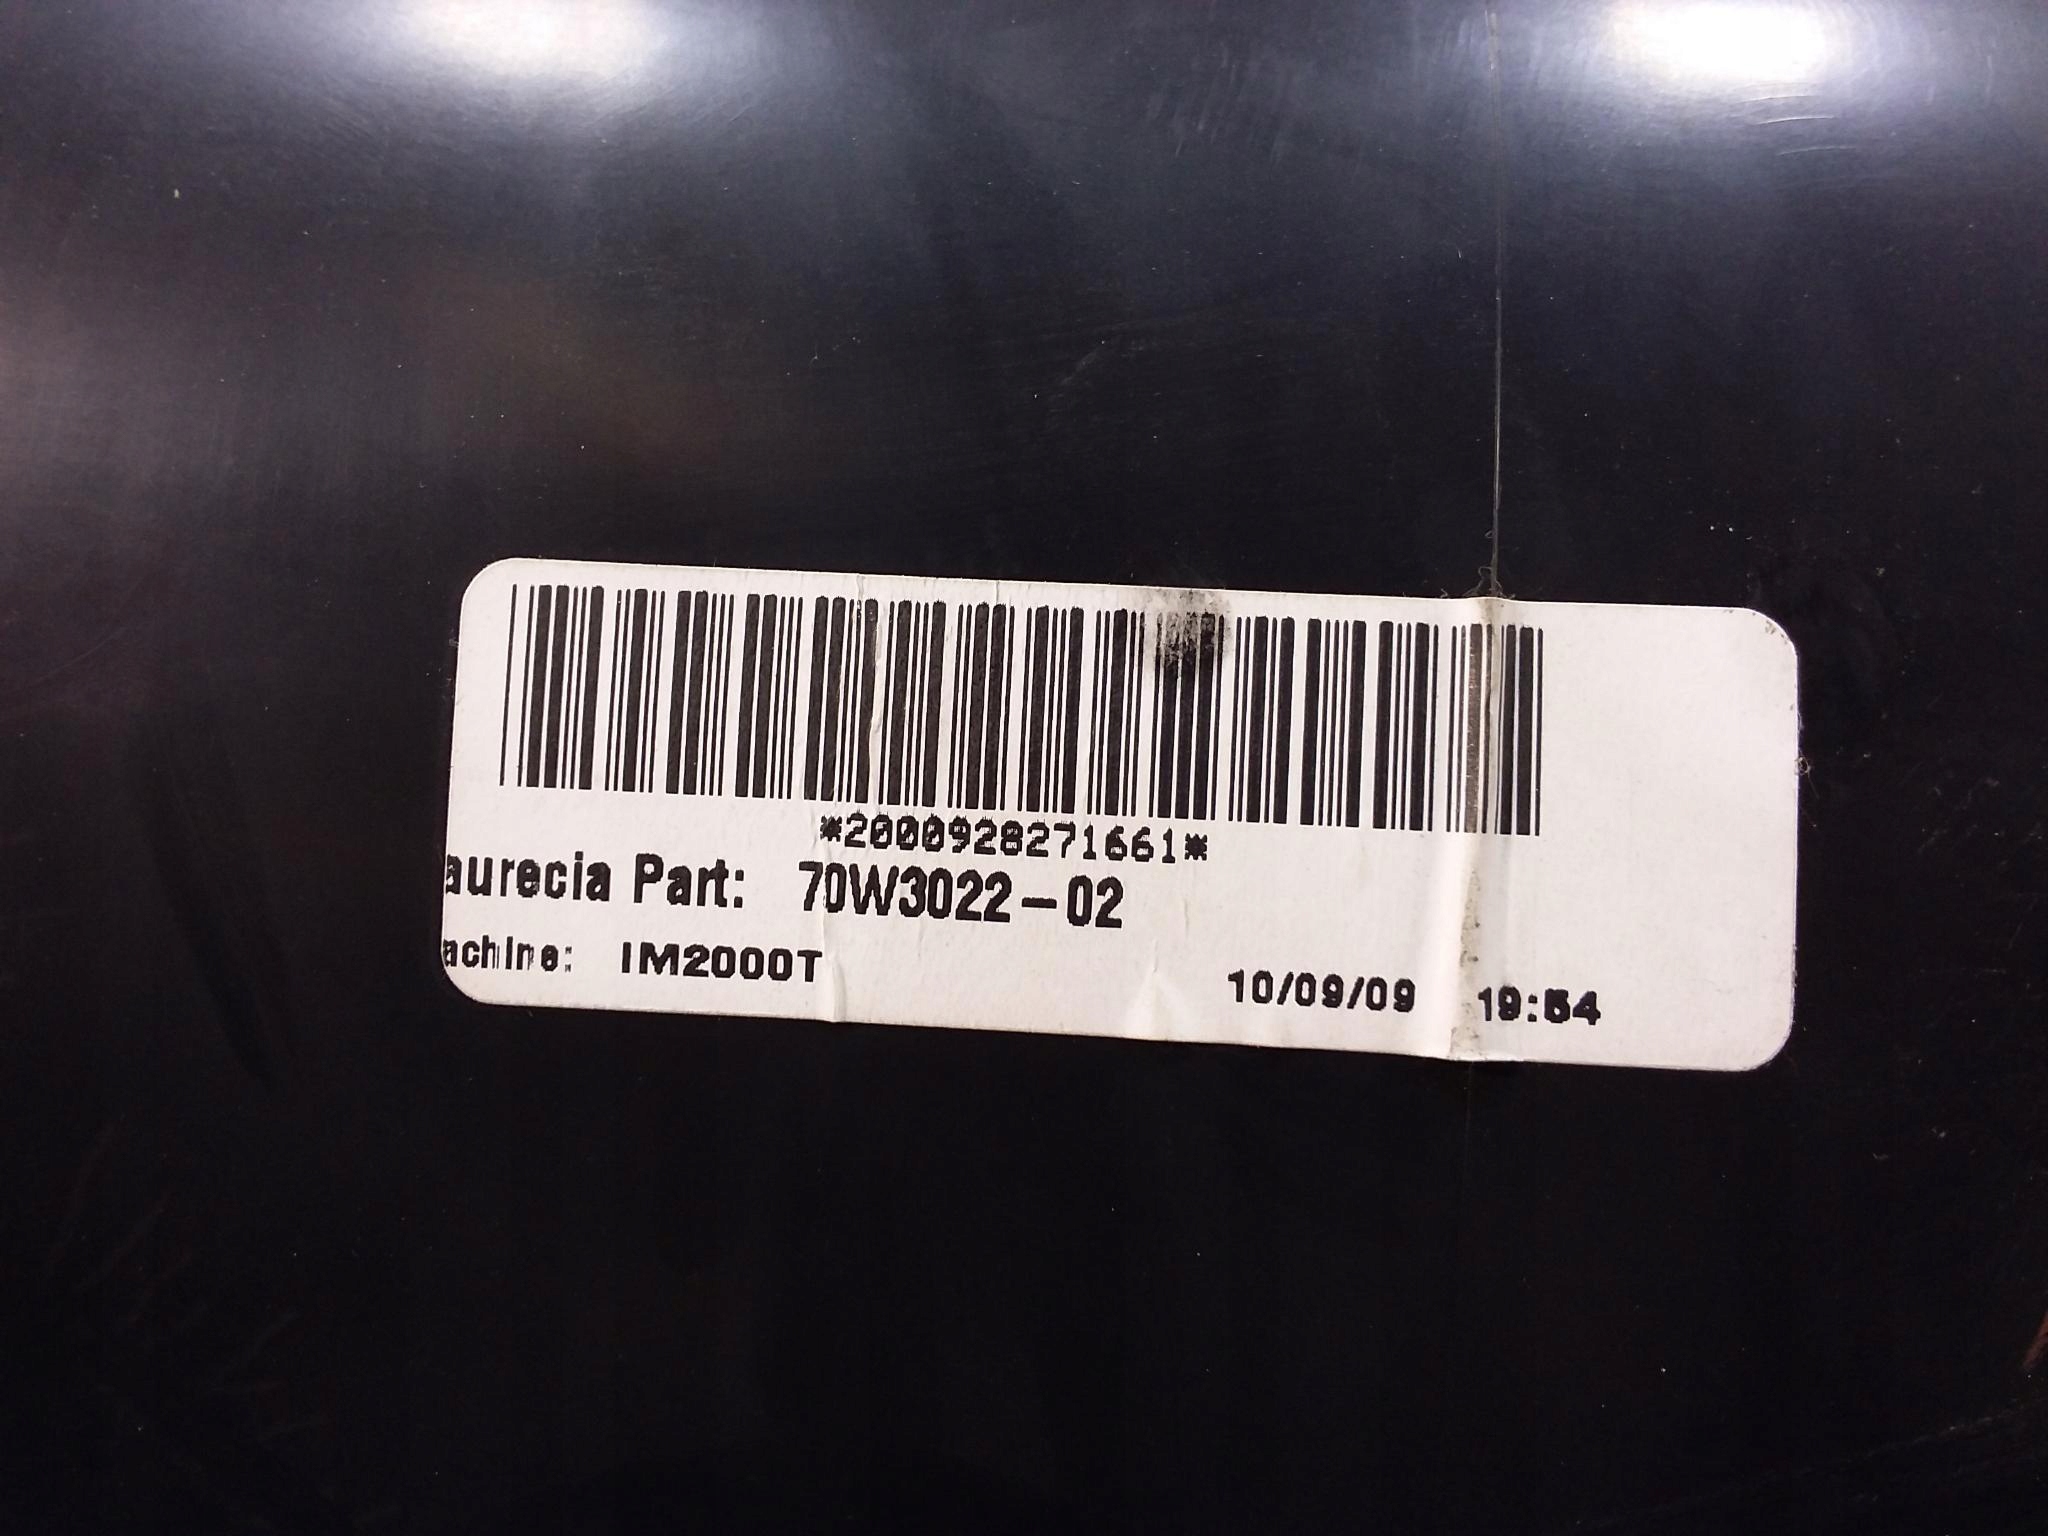 *2000928271661*
aurecia Part: 70W3022-02
achine: IM2000T
10/09/09 19:54